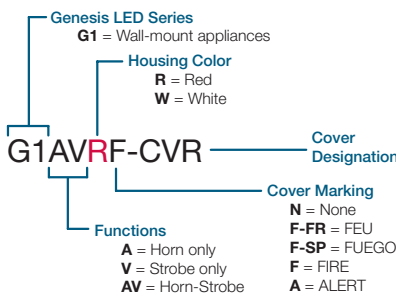 Genesis LED Series
G1 = Wall-mount appliances
Housing Color
R = Red
W = White
G1AVRF-CVR
Cover
Designation
Cover Marking
N = None
F-FR = FEU
F-SP = FUEGO
F = FIRE
A = ALERT
Functions
A = Horn only
V = Strobe only
AV = Horn-Strobe